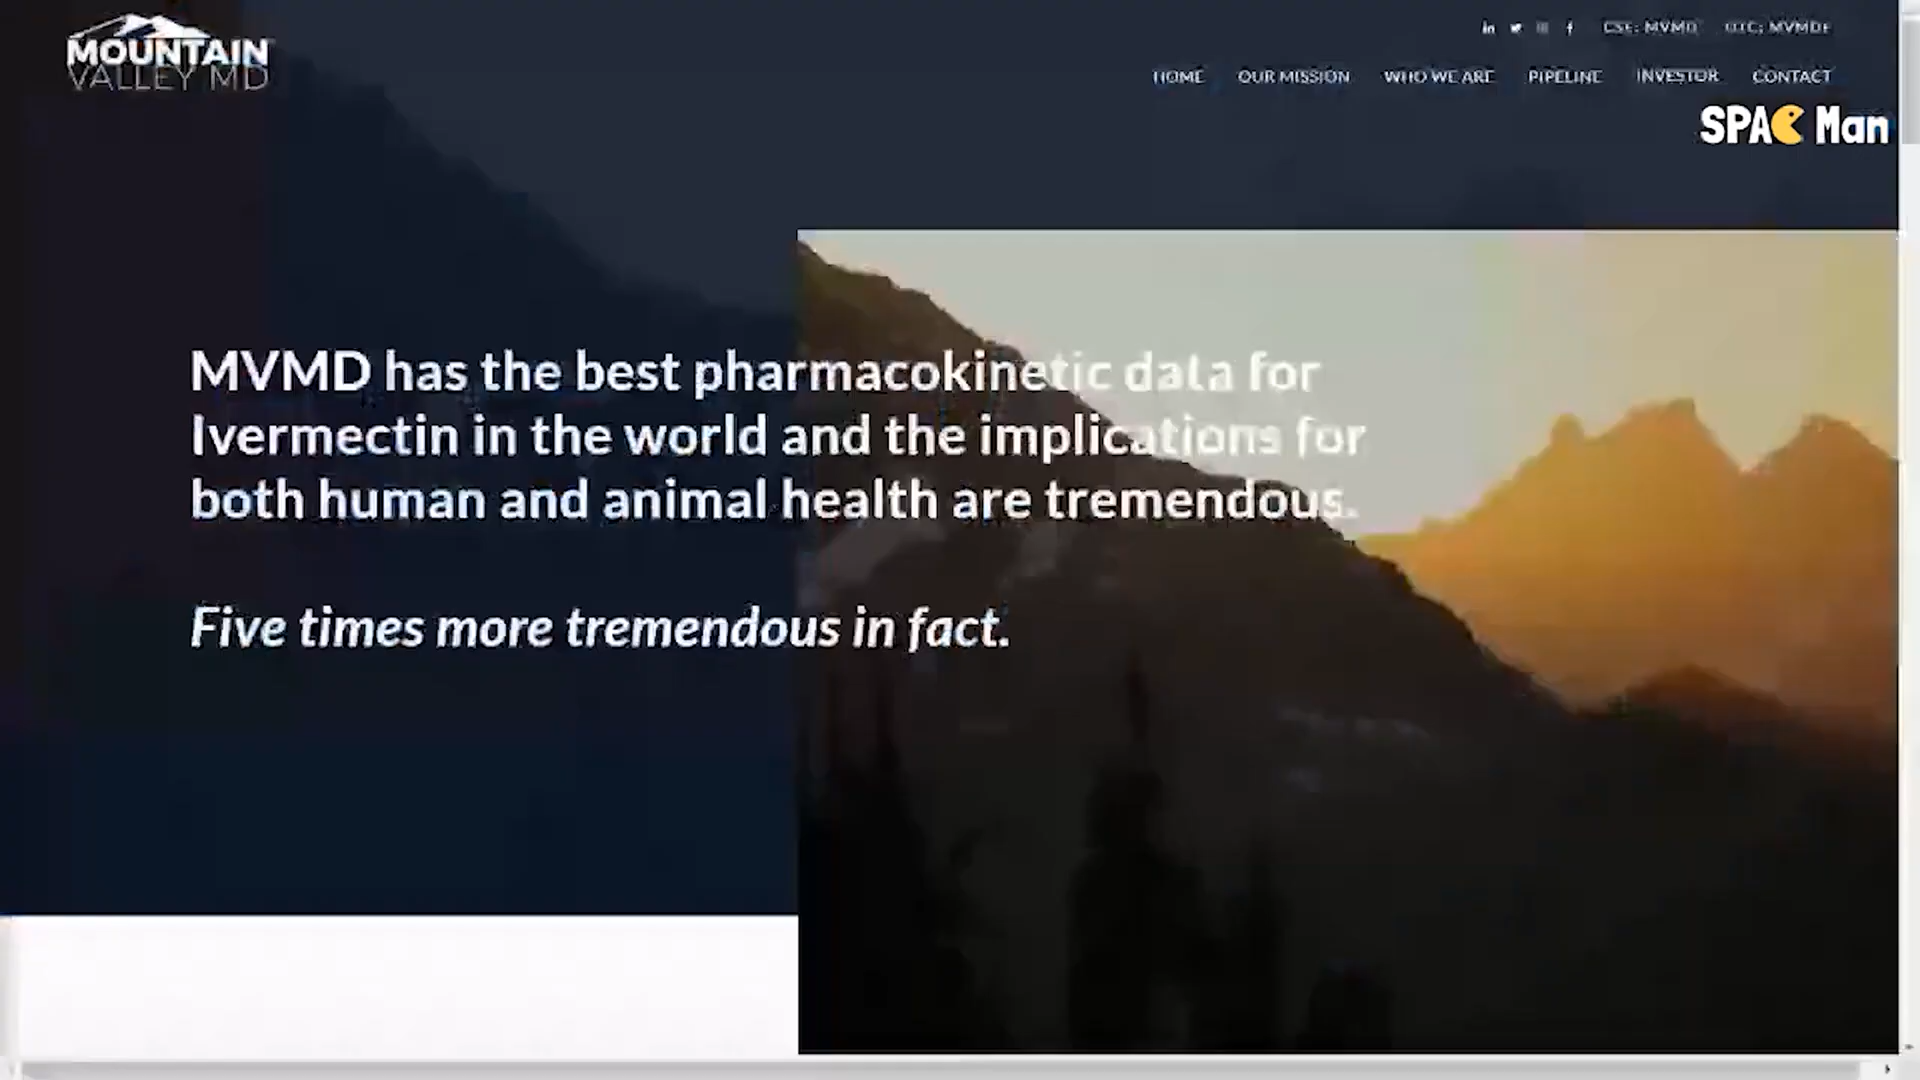 MOUNTAIN
VALLEY MD
CSE: MVMD OTC: MVMDF
HOME OUR MISSION WHO WE ARE PIPELINE INVESTOR CONTACT
SPAC Man
MVMD has the best pharmacokinetic data for
Ivermectin in the world and the implications for
both human and animal health are tremendous.
Five times more tremendous in fact.